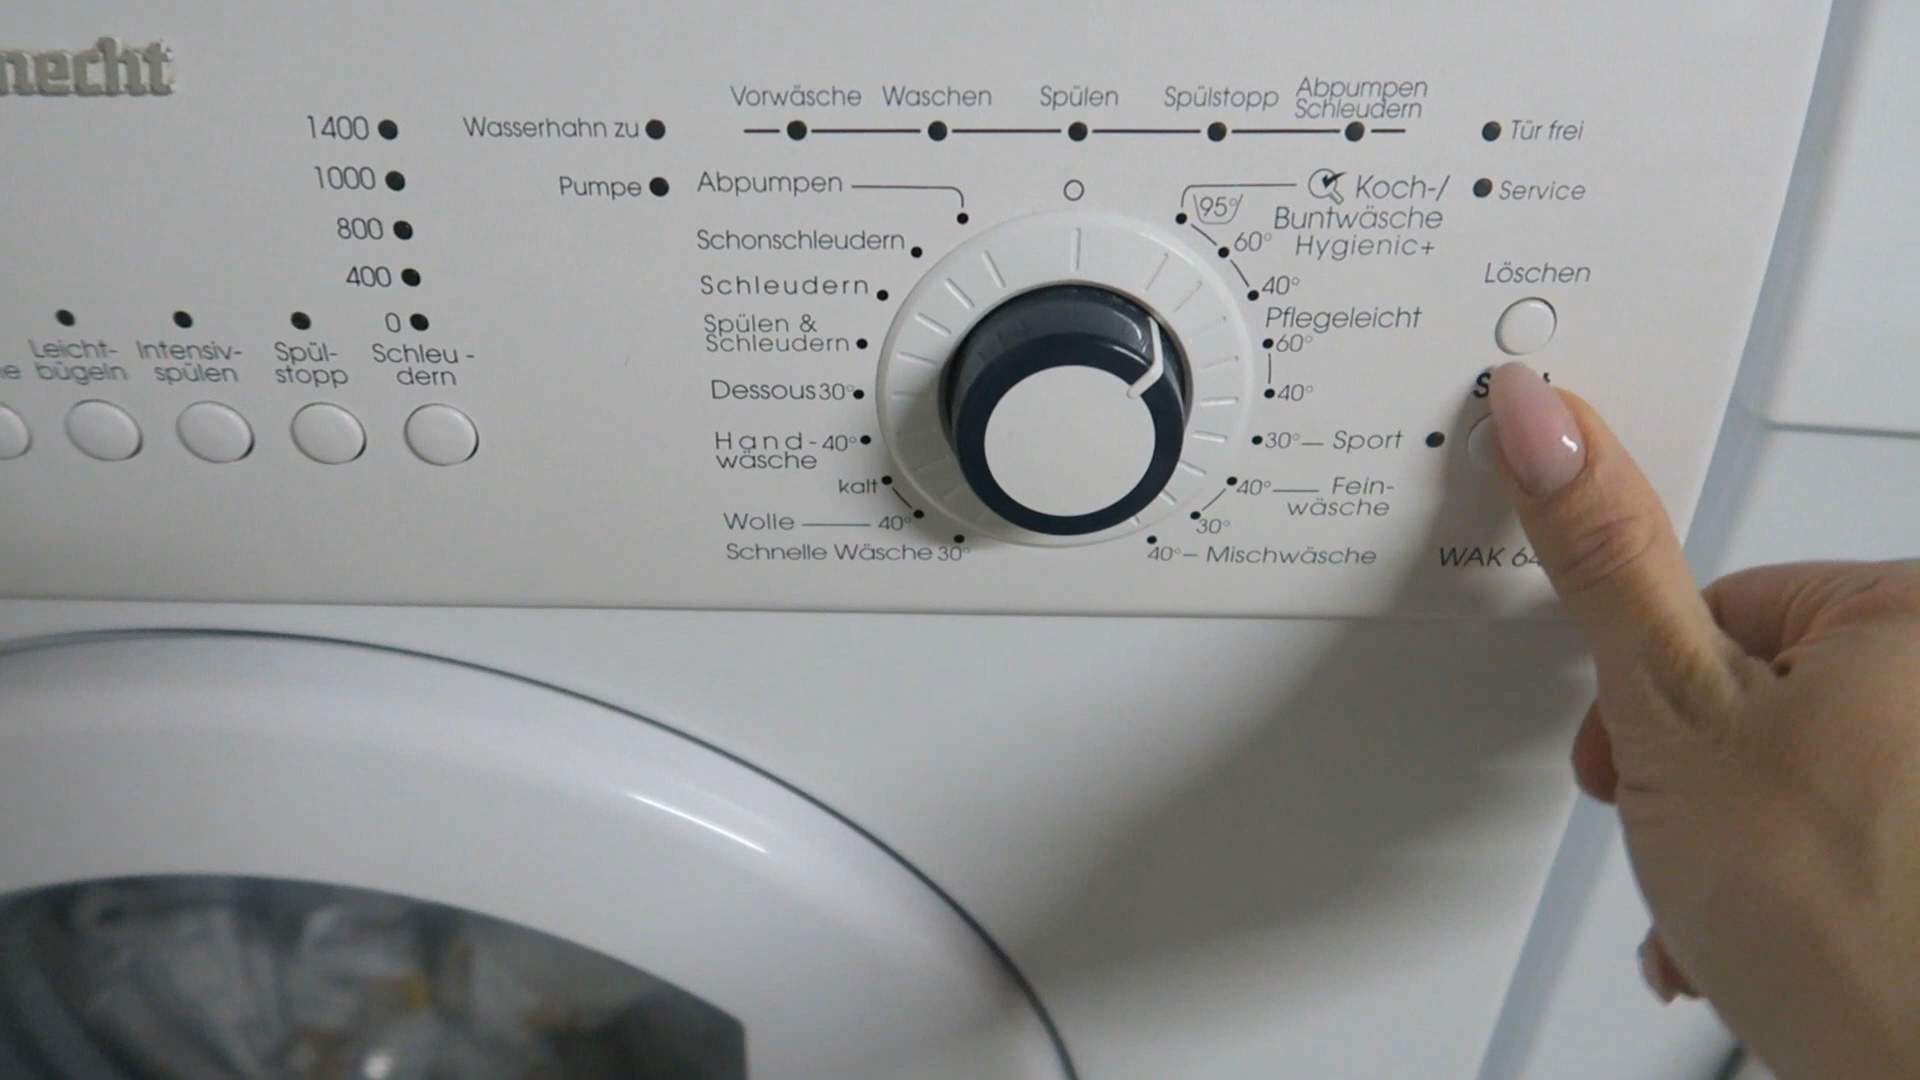 necht
Vorwäsche Waschen Spülen Spülstopp Abpumpen
Schleudern
1400 Wasserhahn zu Tür frei
1000 Pumpe Abpumpen Koch-/ Service
95° Buntwäsche
800 Schonschleudern 60° Hygienic+
400 Schleudern 40° Löschen
0 Spülen & Pflegeleicht
Schleudern 60°
Leicht- Intensiv- Spül- Schleu-
e bügeln spülen stopp dern
Dessous 30° 40°
Hand- 40° 30° Sport
wäsche
kalt 40° Fein-
wäsche
Wolle 40° 30°
Schnelle Wäsche 30° 40° Mischwäsche WAK 64